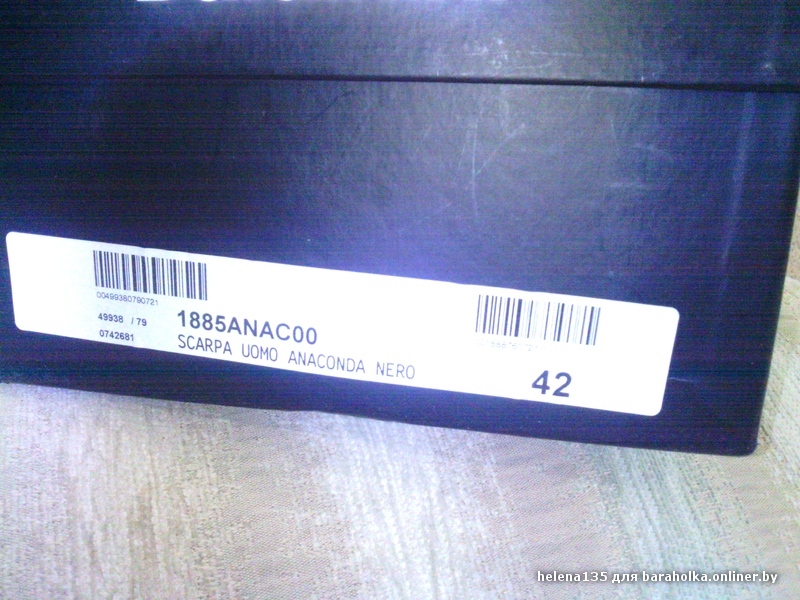 00499380790721
49938 / 79
0742681
1885ANAC00
SCARPA UOMO ANACONDA NERO
42
helena135 для baraholka.onliner.by